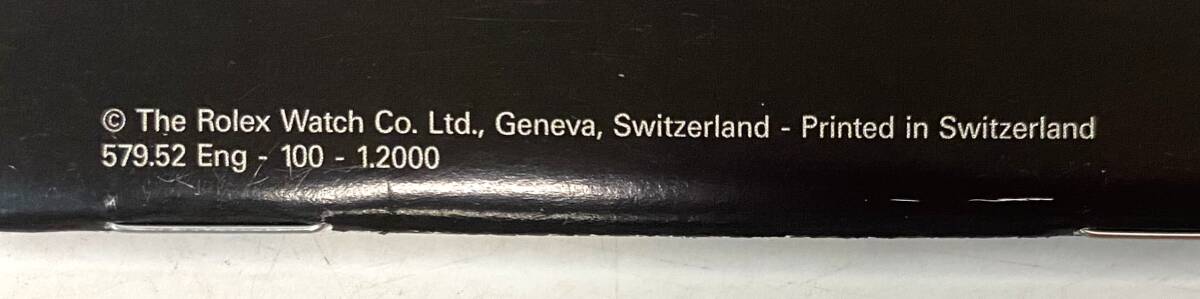 © The Rolex Watch Co. Ltd., Geneva, Switzerland - Printed in Switzerland
579.52 Eng - 100 - 1.2000